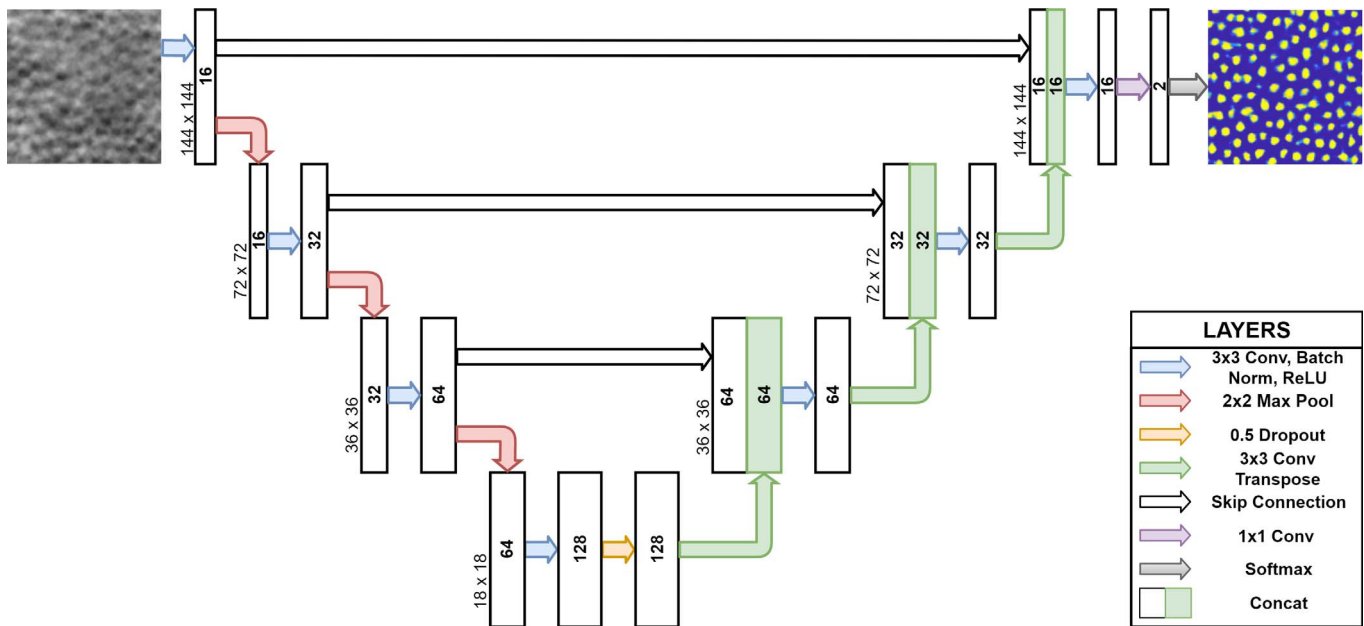 16
144 x 144
16
16
144 x 144
16
2
16
72 x 72
32
32
32
72 x 72
32
32
36 x 36
64
64
64
36 x 36
64
64
18 x 18
128
128
LAYERS
3x3 Conv, Batch
Norm, ReLU
2x2 Max Pool
0.5 Dropout
3x3 Conv
Transpose
Skip Connection
1x1 Conv
Softmax
Concat